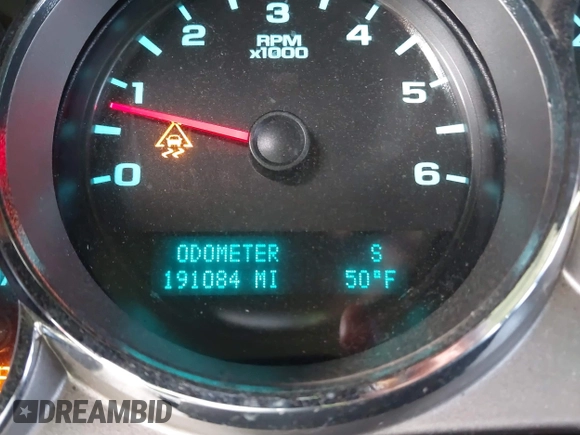 2 3 4
RPM
x1000
1 5
0 6
ODOMETER S
191084 MI 50°F
DREAMBID